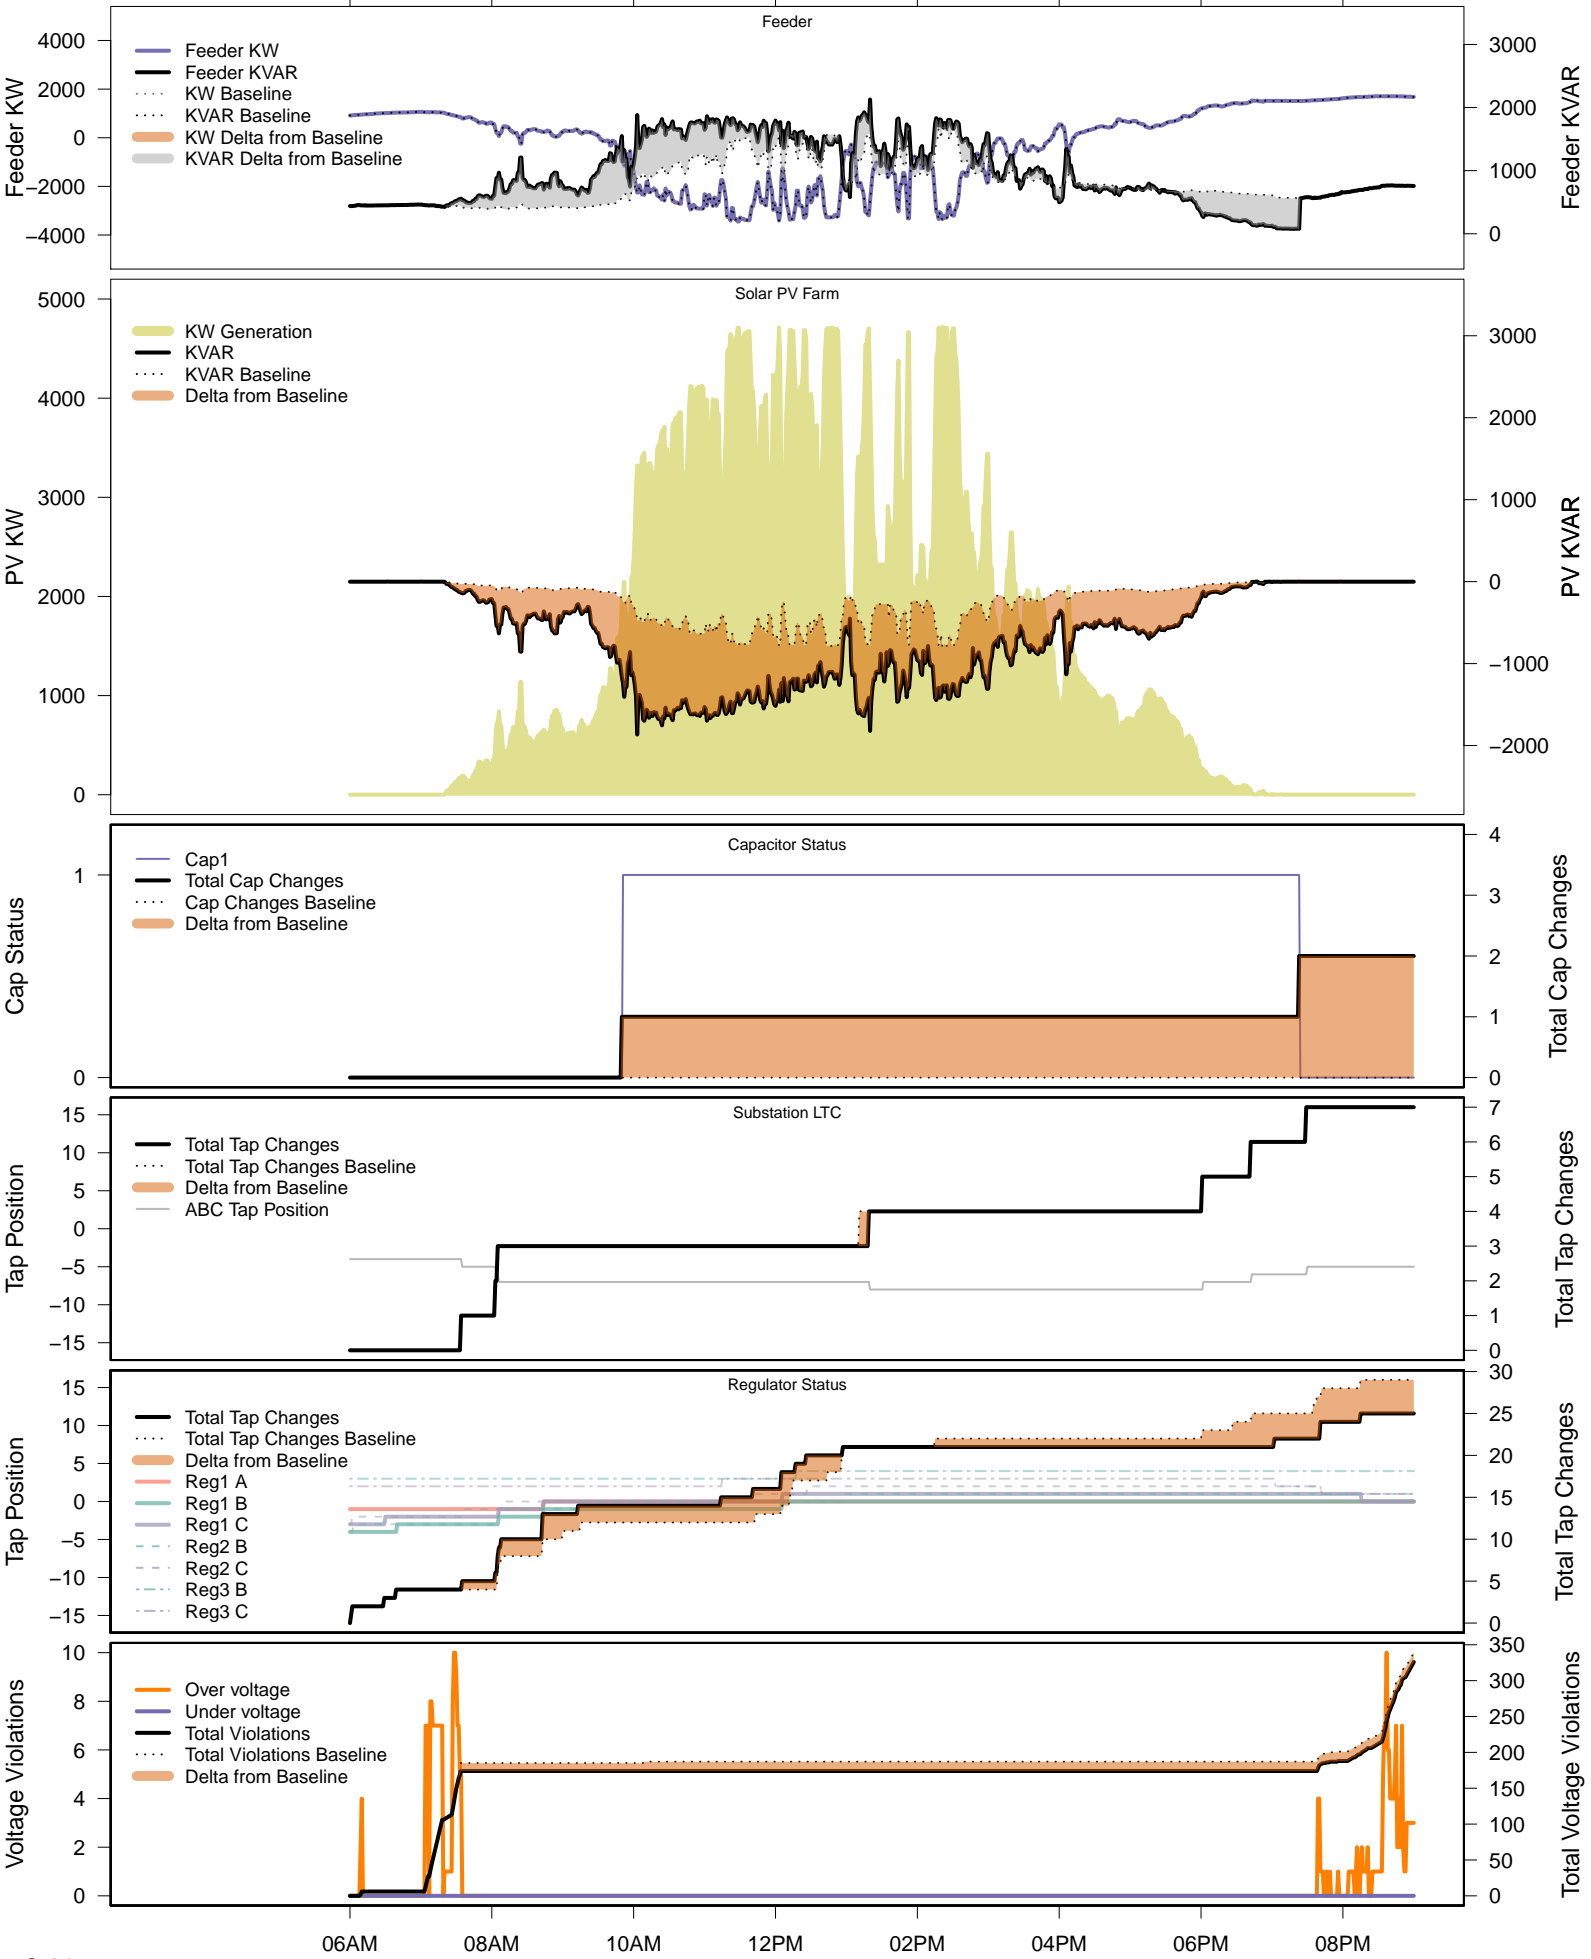 Feeder
4000
2000
0
−2000
−4000
Feeder KW
3000
2000
1000
0
Feeder KVAR
Feeder KW
Feeder KVAR
KW Baseline
KVAR Baseline
KW Delta from Baseline
KVAR Delta from Baseline
Solar PV Farm
5000
4000
3000
2000
1000
0
PV KW
3000
2000
1000
0
−1000
−2000
PV KVAR
KW Generation
KVAR
KVAR Baseline
Delta from Baseline
Capacitor Status
1
0
Cap Status
4
3
2
1
0
Total Cap Changes
Cap1
Total Cap Changes
Cap Changes Baseline
Delta from Baseline
Substation LTC
15
10
5
0
−5
−10
−15
Tap Position
7
6
5
4
3
2
1
0
Total Tap Changes
Total Tap Changes
Total Tap Changes Baseline
Delta from Baseline
ABC Tap Position
Regulator Status
15
10
5
0
−5
−10
−15
Tap Position
30
25
20
15
10
5
0
Total Tap Changes
Total Tap Changes
Total Tap Changes Baseline
Delta from Baseline
Reg1 A
Reg1 B
Reg1 C
Reg2 B
Reg2 C
Reg3 B
Reg3 C
10
8
6
4
2
0
Voltage Violations
350
300
250
200
150
100
50
0
Total Voltage Violations
Over voltage
Under voltage
Total Violations
Total Violations Baseline
Delta from Baseline
06AM
08AM
10AM
12PM
02PM
04PM
06PM
08PM